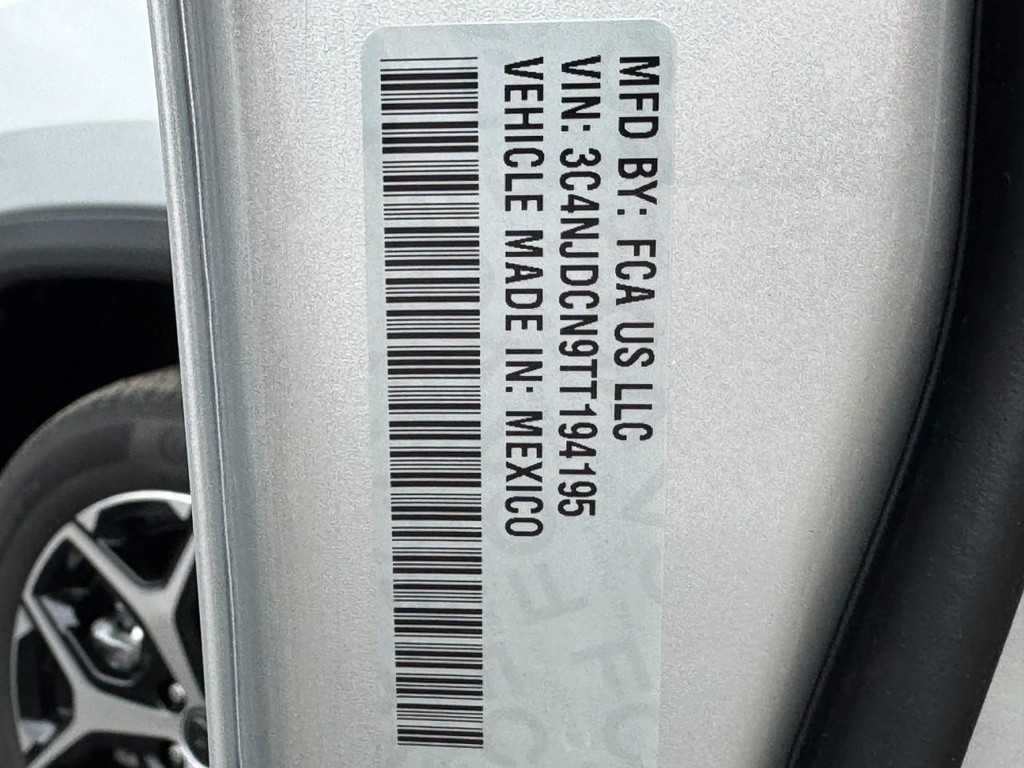 MFD BY: FCA US LLC
VIN: 3C4NJDCN9TT194195
VEHICLE MADE IN: MEXICO